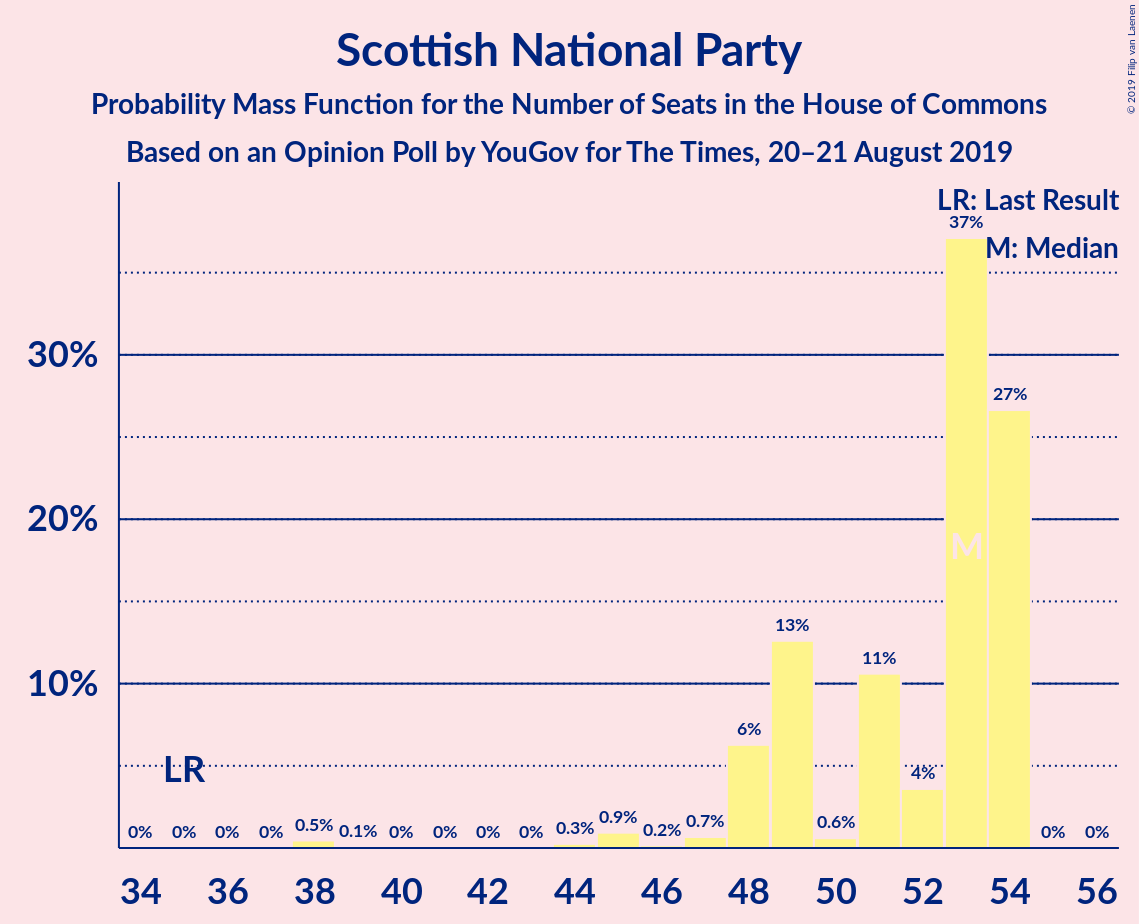 Scottish National Party
Probability Mass Function for the Number of Seats in the House of Commons
Based on an Opinion Poll by YouGov for The Times, 20–21 August 2019
© 2019 Filip van Laenen
LR: Last Result
M: Median
30%
20%
10%
LR
M
0% 0% 0% 0% 0.5% 0.1% 0% 0% 0% 0% 0.3% 0.9% 0.2% 0.7% 6% 13% 0.6% 11% 4% 37% 27% 0% 0%
34 36 38 40 42 44 46 48 50 52 54 56